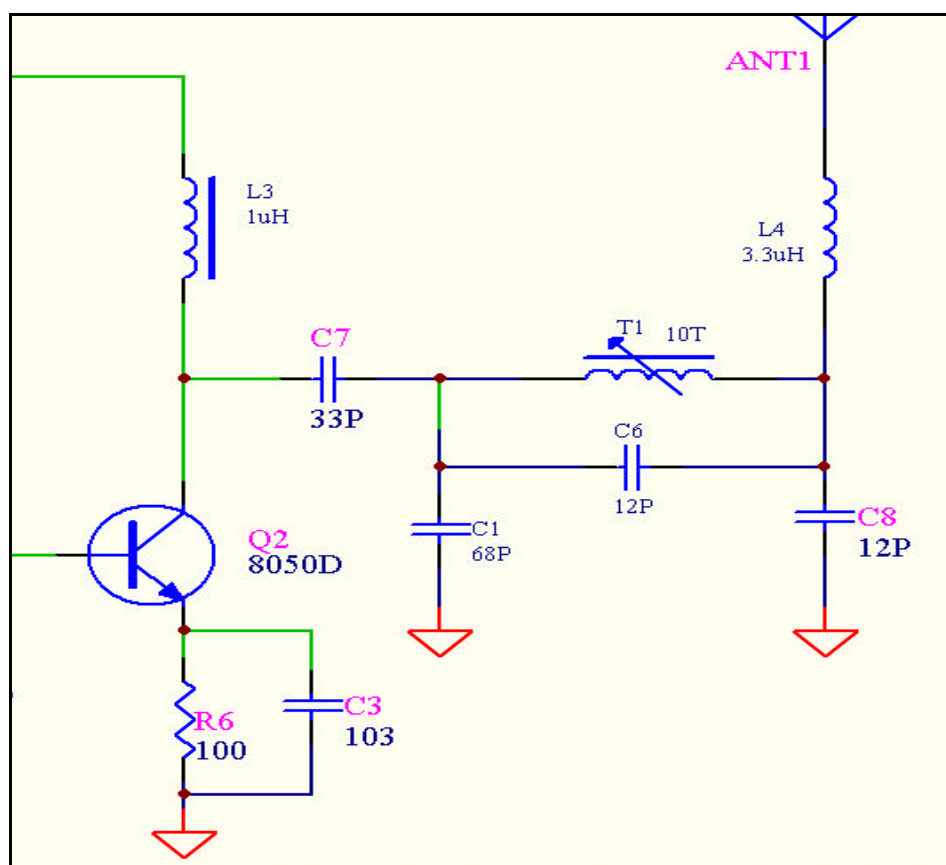 ANT1
L3
1uH
L4
3.3uH
C7
33P
T1 10T
C6
12P
C1
68P
C8
12P
Q2
8050D
R6
100
C3
103